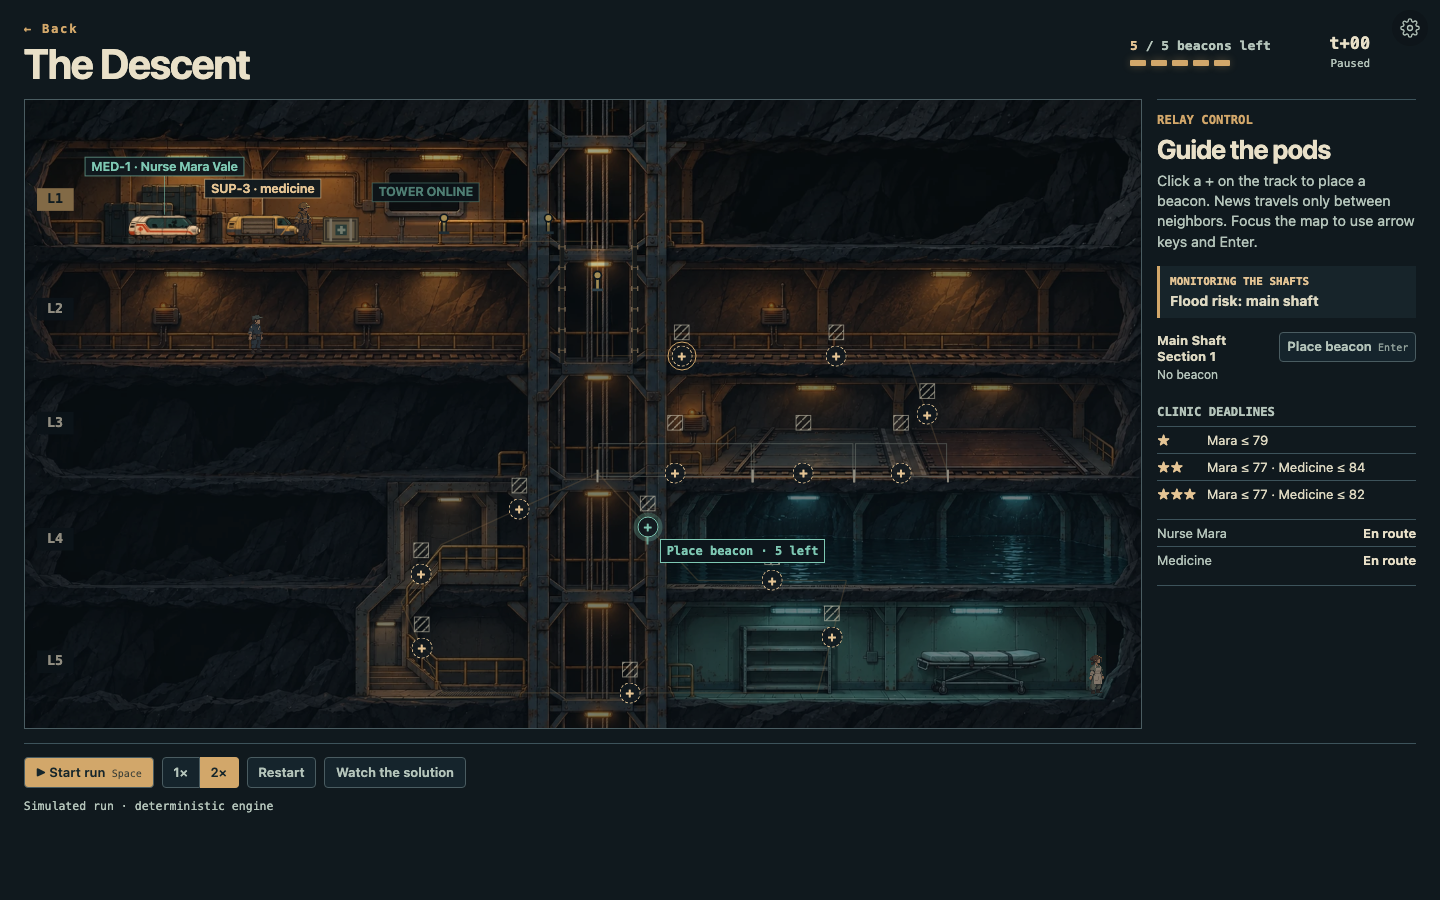 ← Back
The Descent
5 / 5 beacons left
t+00
Paused
MED-1 · Nurse Mara Vale
SUP-3 · medicine
TOWER ONLINE
L1
L2
L3
L4
L5
Place beacon · 5 left
RELAY CONTROL
Guide the pods
Click a + on the track to place a
beacon. News travels only between
neighbors. Focus the map to use arrow
keys and Enter.
MONITORING THE SHAFTS
Flood risk: main shaft
Main Shaft
Section 1
No beacon
Place beacon Enter
CLINIC DEADLINES
★ Mara ≤ 79
★★ Mara ≤ 77 · Medicine ≤ 84
★★★ Mara ≤ 77 · Medicine ≤ 82
Nurse Mara En route
Medicine En route
▶ Start run Space
1×
2×
Restart
Watch the solution
Simulated run · deterministic engine